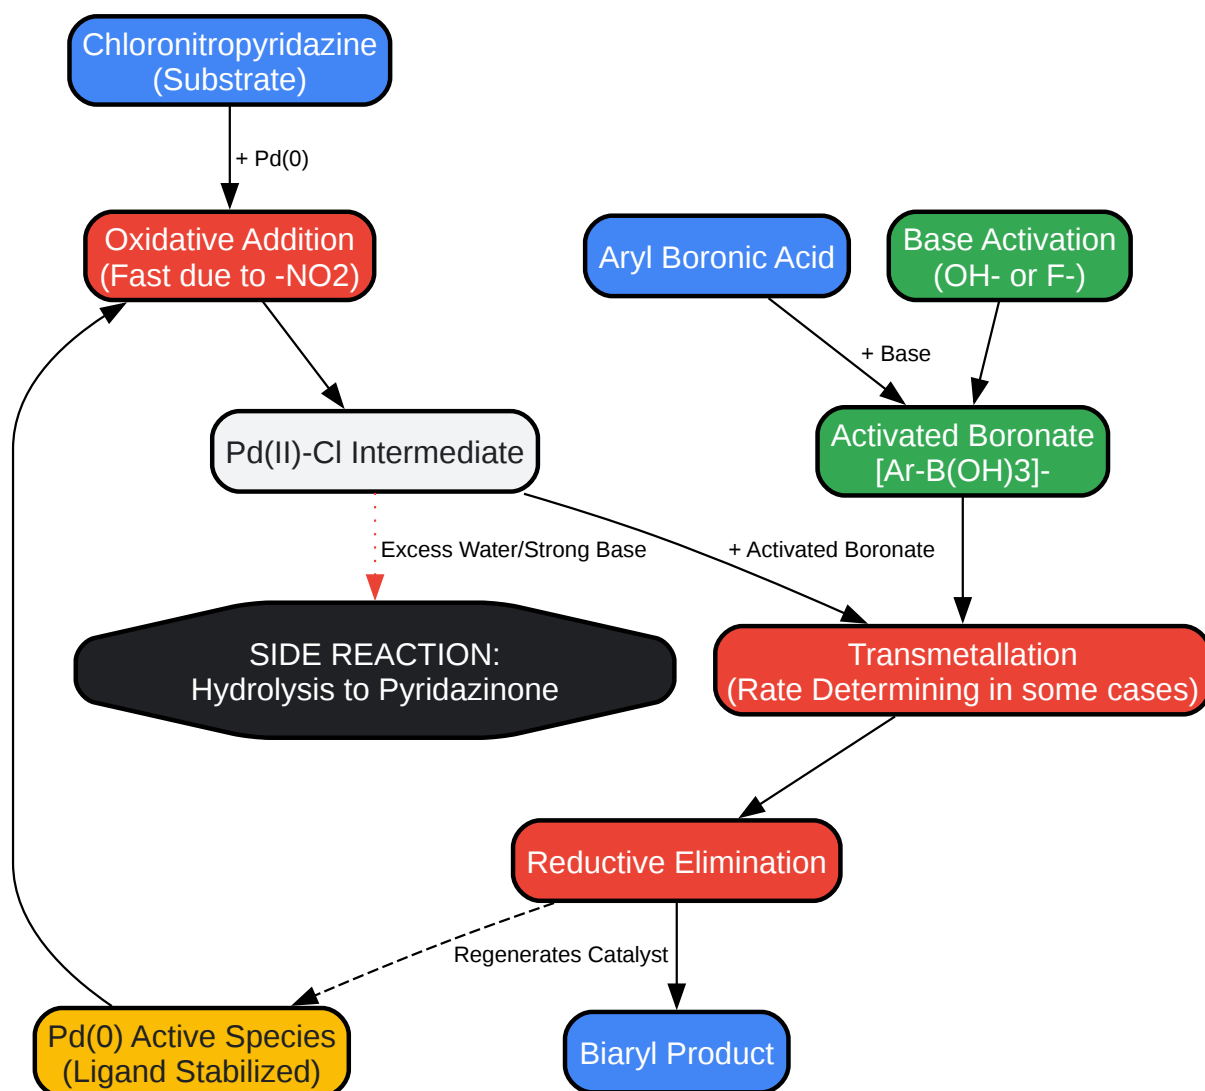 Chloronitropyridazine
(Substrate)
+ Pd(0)
Oxidative Addition
(Fast due to -NO2)
Aryl Boronic Acid
Base Activation
(OH- or F-)
+ Base
Pd(II)-Cl Intermediate
Activated Boronate
[Ar-B(OH)3]-
Excess Water/Strong Base
+ Activated Boronate
SIDE REACTION:
Hydrolysis to Pyridazinone
Transmetallation
(Rate Determining in some cases)
Reductive Elimination
Regenerates Catalyst
Pd(0) Active Species
(Ligand Stabilized)
Biaryl Product